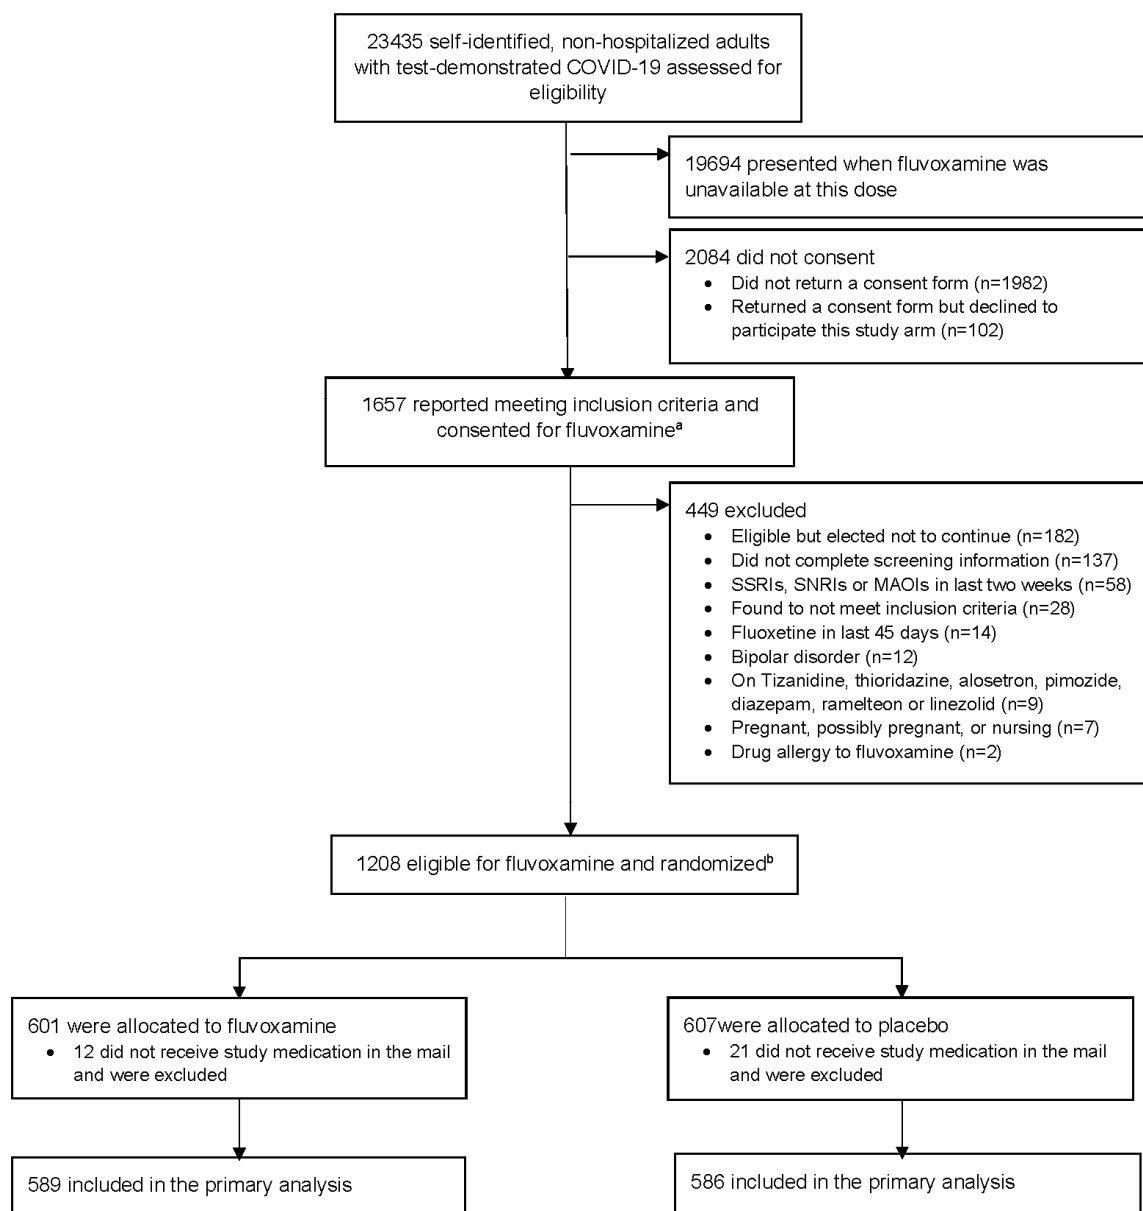 23435 self-identified, non-hospitalized adults
with test-demonstrated COVID-19 assessed for
eligibility
19694 presented when fluvoxamine was
unavailable at this dose
2084 did not consent
• Did not return a consent form (n=1982)
• Returned a consent form but declined to
participate this study arm (n=102)
1657 reported meeting inclusion criteria and
consented for fluvoxamineᵃ
449 excluded
• Eligible but elected not to continue (n=182)
• Did not complete screening information (n=137)
• SSRIs, SNRIs or MAOIs in last two weeks (n=58)
• Found to not meet inclusion criteria (n=28)
• Fluoxetine in last 45 days (n=14)
• Bipolar disorder (n=12)
• On Tizanidine, thioridazine, alosetron, pimozide,
diazepam, ramelteon or linezolid (n=9)
• Pregnant, possibly pregnant, or nursing (n=7)
• Drug allergy to fluvoxamine (n=2)
1208 eligible for fluvoxamine and randomizedᵇ
601 were allocated to fluvoxamine
• 12 did not receive study medication in the mail
and were excluded
607were allocated to placebo
• 21 did not receive study medication in the mail
and were excluded
589 included in the primary analysis
586 included in the primary analysis